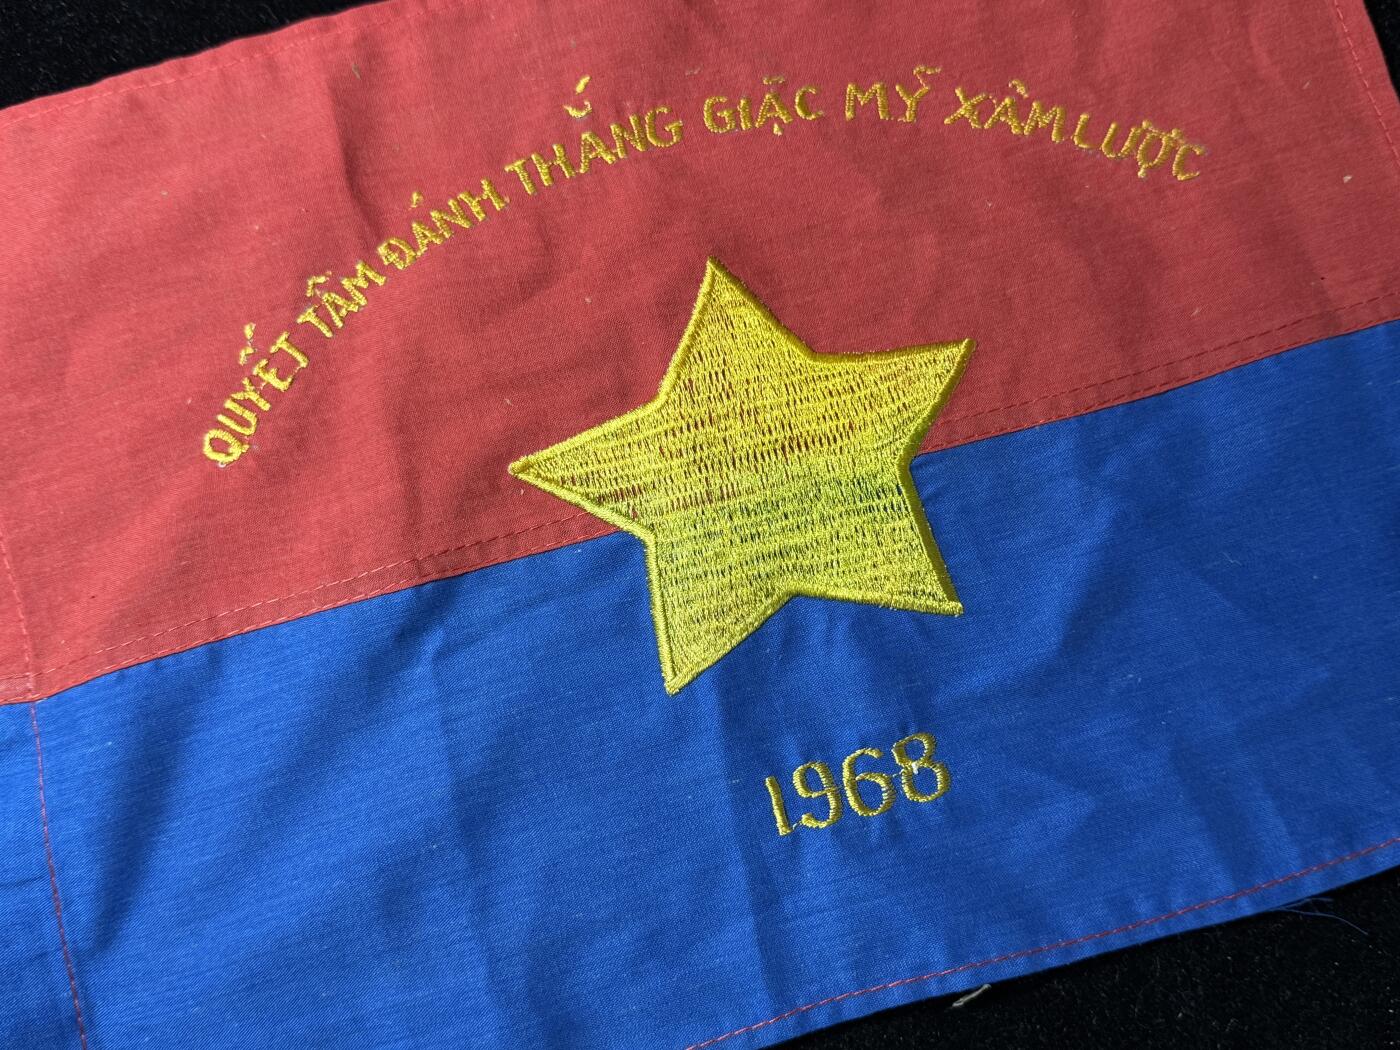 QUYẾT TÂM ĐÁNH THẮNG GIẶC MỸ XÂM LƯỢC
1968